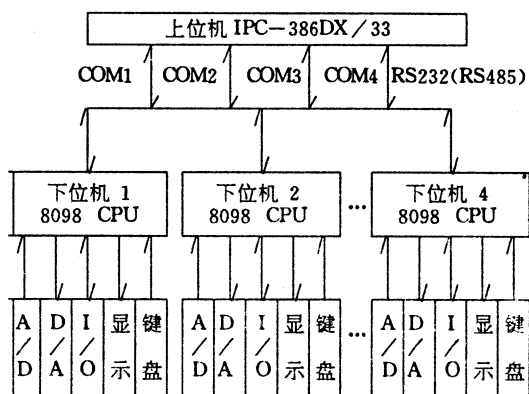 上位机 IPC-386DX/33
COM1 COM2 COM3 COM4 RS232(RS485)
下位机 1 下位机 2 下位机 4
8098 CPU 8098 CPU … 8098 CPU
A/D D/A I/O 显示 键盘 A/D D/A I/O 显示 键盘 … A/D D/A I/O 显示 键盘